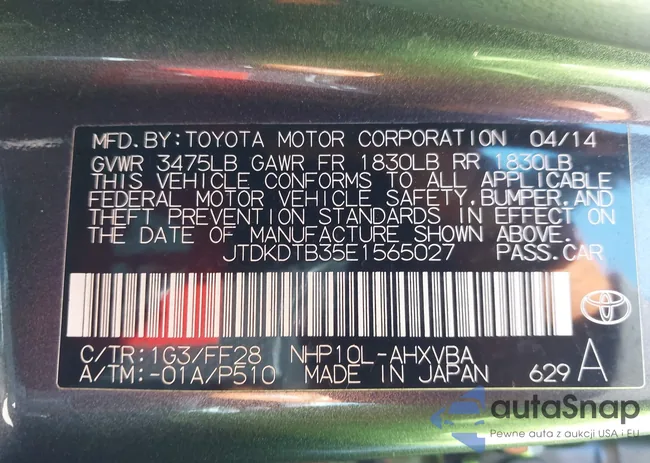 MFD.BY:TOYOTA MOTOR CORPORATION 04/14
GVWR 3475LB GAWR FR 1830LB RR 1830LB
THIS VEHICLE CONFORMS TO ALL APPLICABLE
FEDERAL MOTOR VEHICLE SAFETY,BUMPER,AND
THEFT PREVENTION STANDARDS IN EFFECT ON
THE DATE OF MANUFACTURE SHOWN ABOVE.
JTDKDTB35E1565027 PASS.CAR
C/TR:1G3/FF28 NHP10L-AHXVBA
A/TM:-01A/P510 MADE IN JAPAN 629 A
autaSnap
Pewne auta z aukcji USA i EU